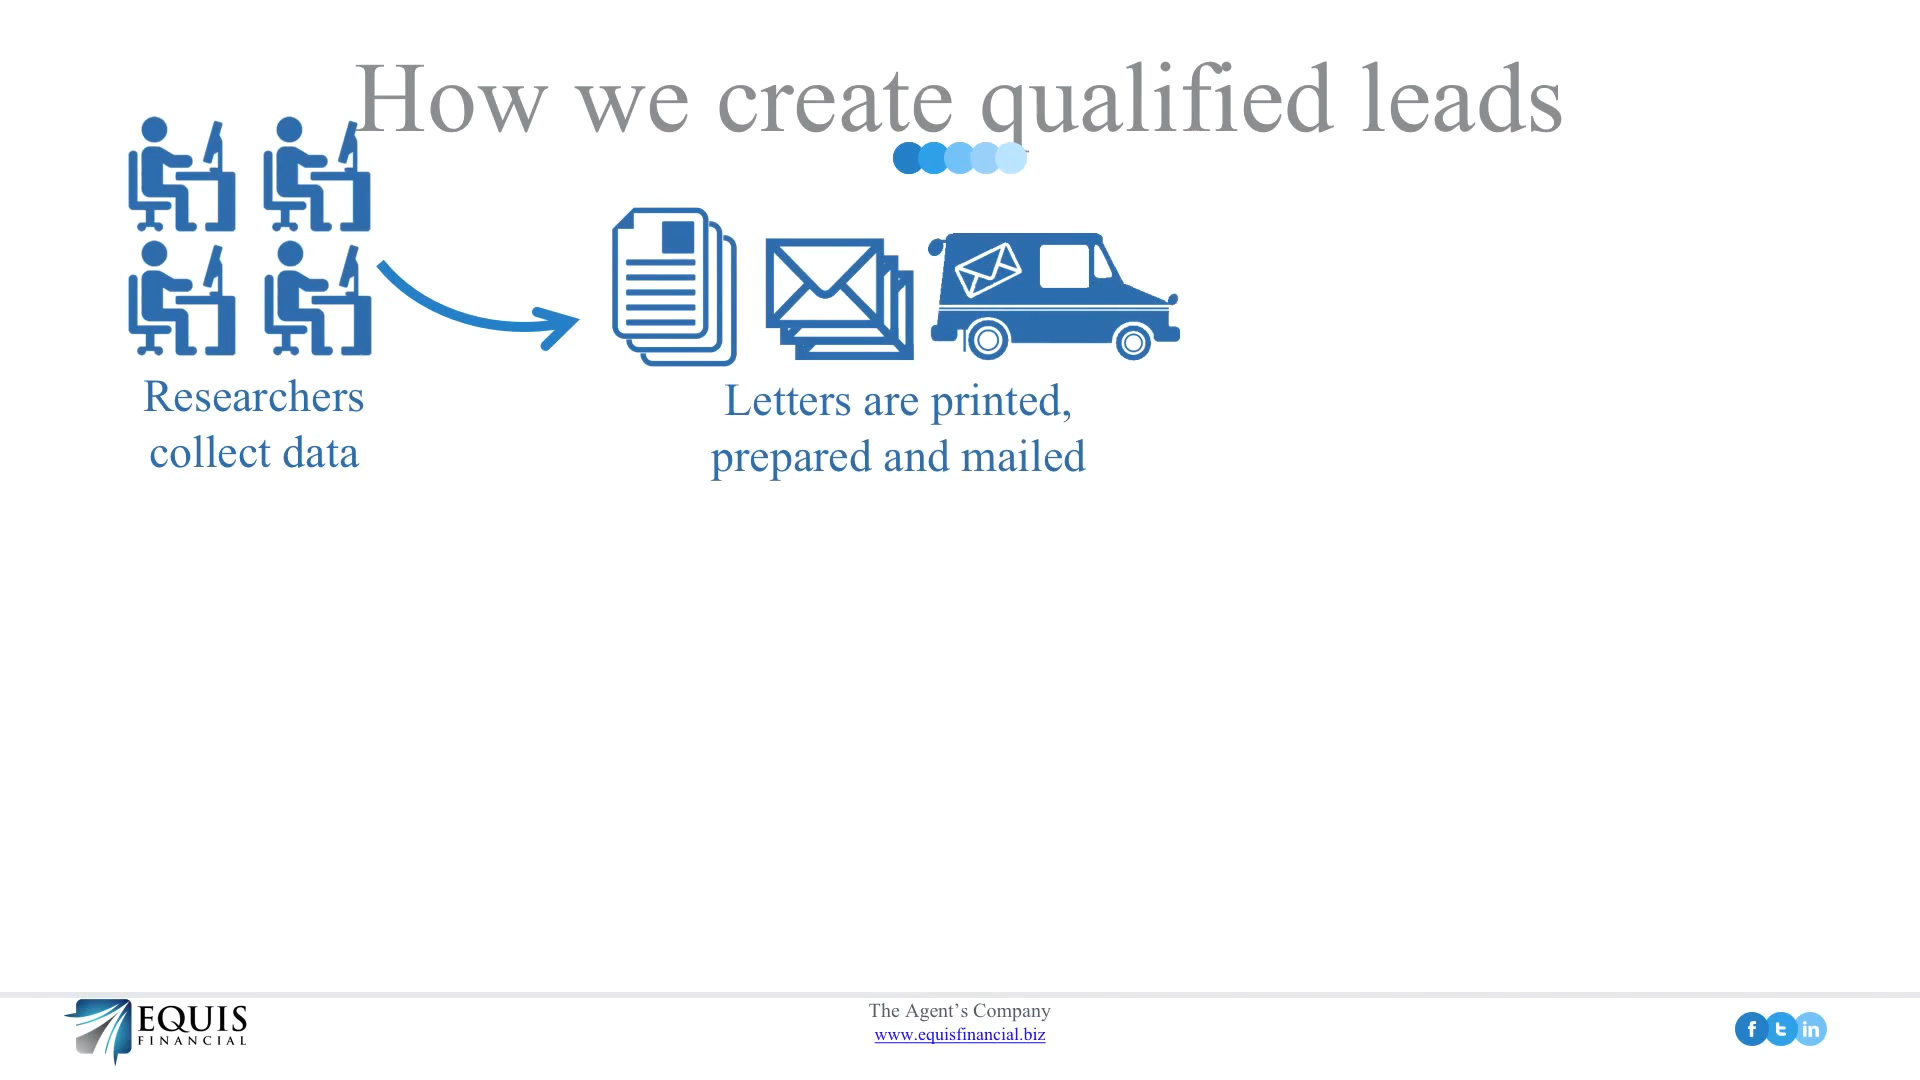 How we create qualified leads
Researchers
collect data
Letters are printed,
prepared and mailed
EQUIS
FINANCIAL
The Agent’s Company
www.equisfinancial.biz
f t in